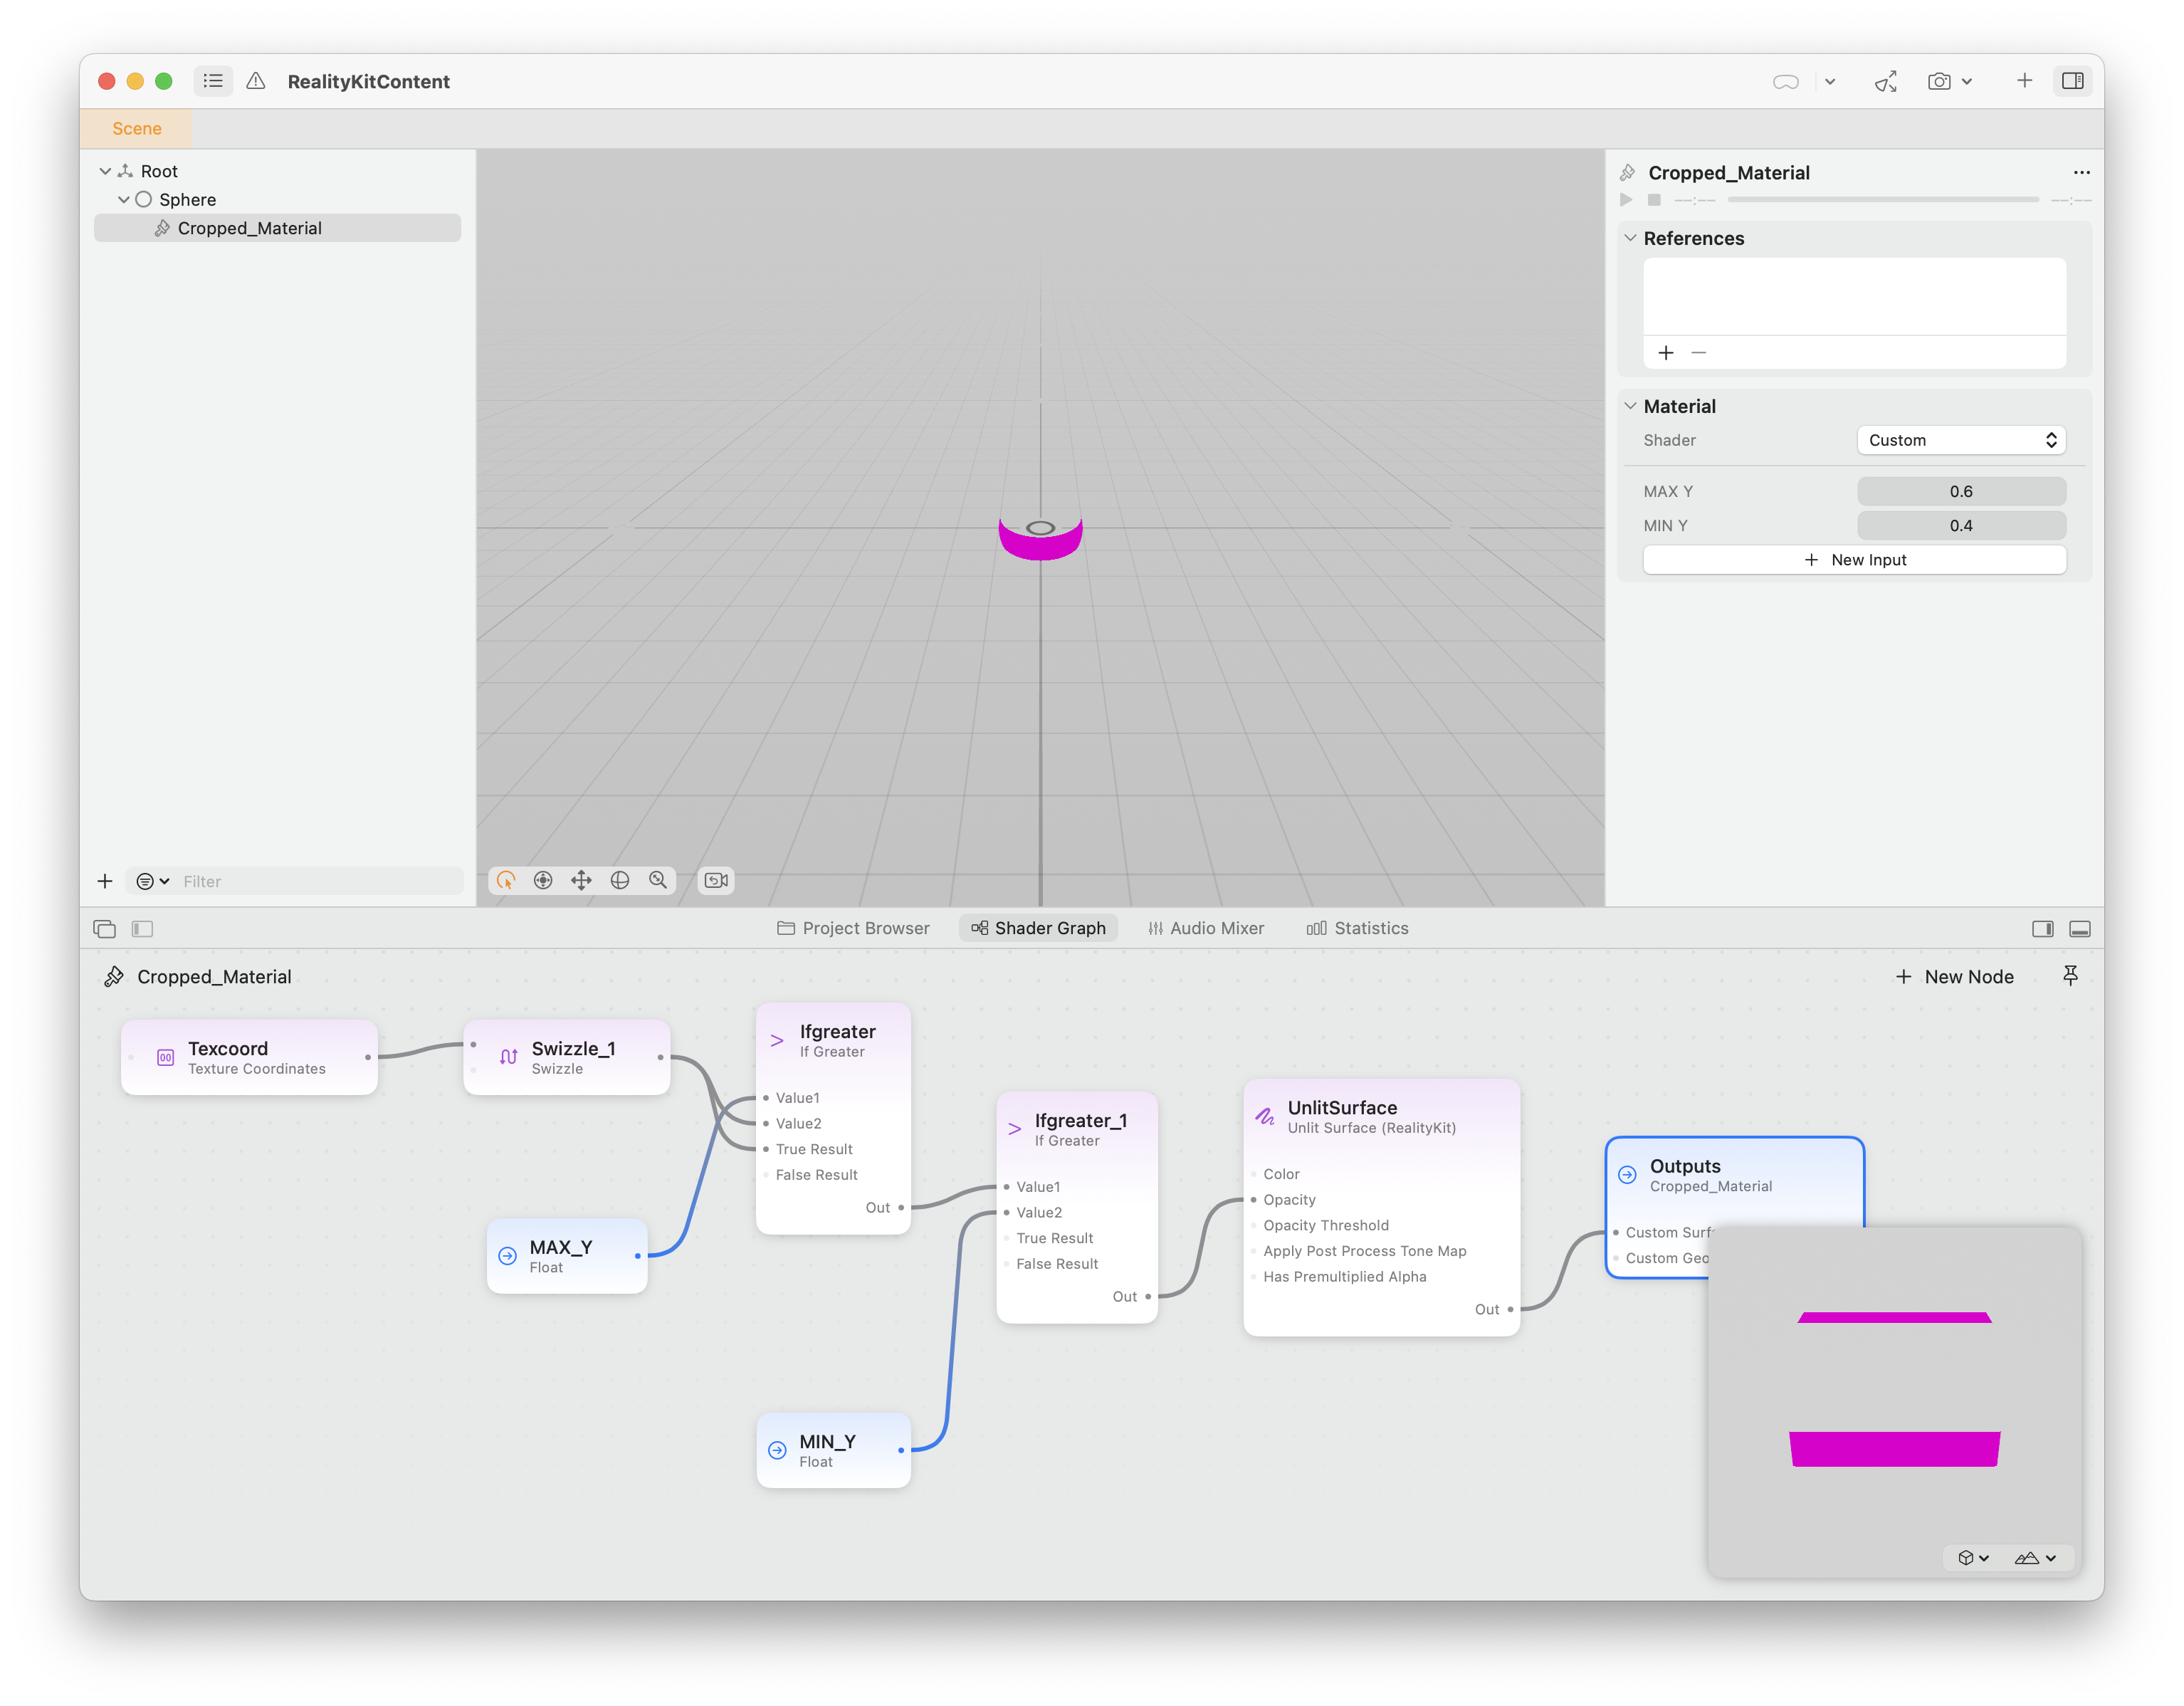 RealityKitContent
Scene
Root
Sphere
Cropped_Material
Filter
Cropped_Material
--:--
--:--
References
Material
Shader
Custom
MAX Y
0.6
MIN Y
0.4
New Input
Project Browser
Shader Graph
Audio Mixer
Statistics
Cropped_Material
New Node
Texcoord
Texture Coordinates
Swizzle_1
Swizzle
Ifgreater
If Greater
Value1
Value2
True Result
False Result
Out
MAX_Y
Float
MIN_Y
Float
Ifgreater_1
If Greater
Value1
Value2
True Result
False Result
Out
UnlitSurface
Unlit Surface (RealityKit)
Color
Opacity
Opacity Threshold
Apply Post Process Tone Map
Has Premultiplied Alpha
Out
Outputs
Cropped_Material
Custom Surf
Custom Geo